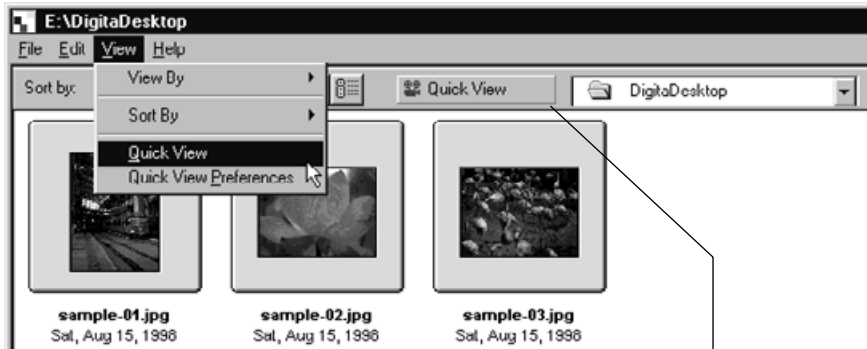 E:\DigitaDesktop
File Edit View Help
Sort by:
View By
Quick View
DigitaDesktop
Sort By
Quick View
Quick View Preferences
sample-01.jpg
sample-02.jpg
sample-03.jpg
Sat, Aug 15, 1998
Sat, Aug 15, 1998
Sat, Aug 15, 1998